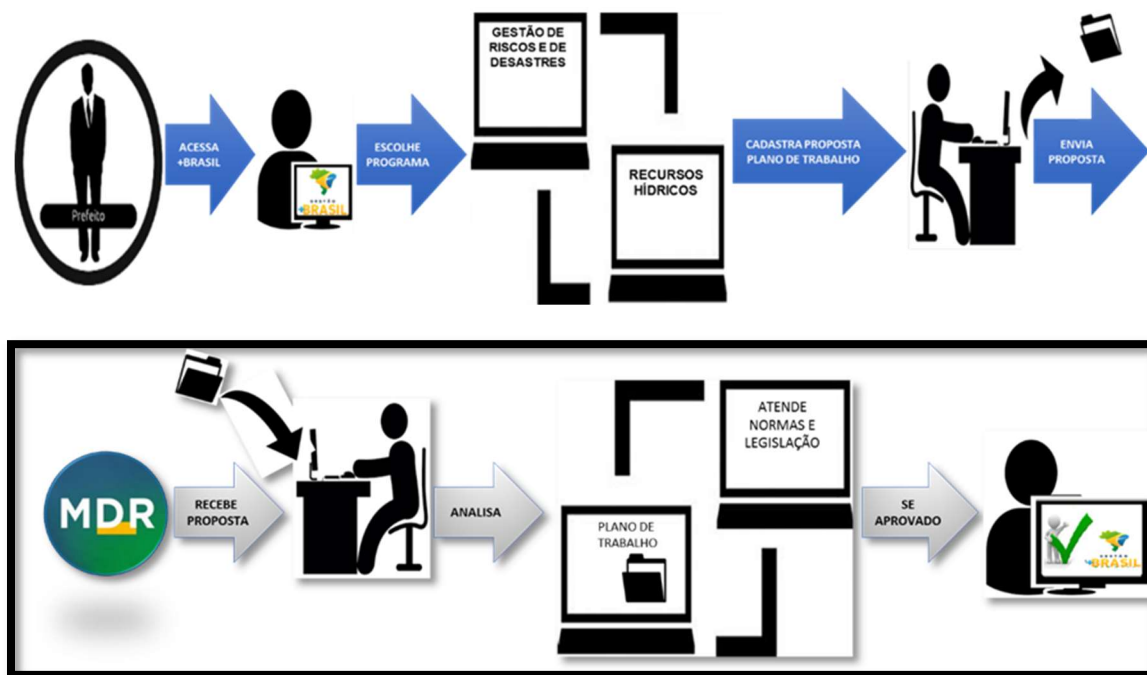 GESTÃO DE
RISCOS E DE
DESASTRES
ACESSA
+BRASIL
ESCOLHE
PROGRAMA
CADASTRA PROPOSTA
PLANO DE TRABALHO
ENVIA
PROPOSTA
RECURSOS
HÍDRICOS
Prefeito
GESTÃO
+BRASIL
ATENDE
NORMAS E
LEGISLAÇÃO
MDR
RECEBE
PROPOSTA
ANALISA
SE
APROVADO
PLANO DE
TRABALHO
GESTÃO
+BRASIL